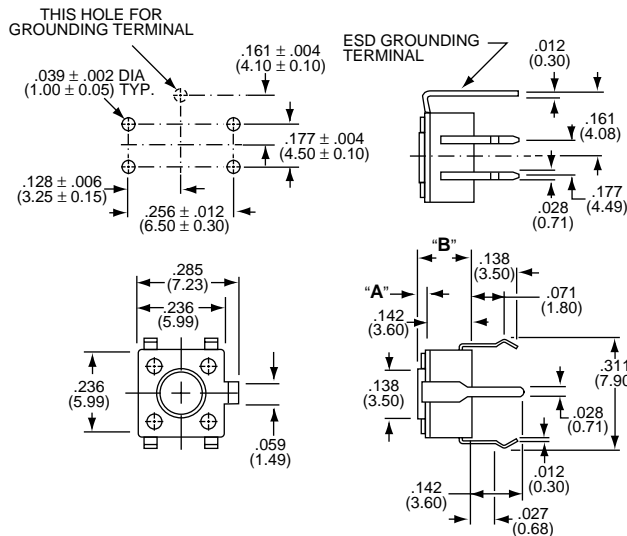 THIS HOLE FOR
GROUNDING TERMINAL
.161 ± .004
(4.10 ± 0.10)
.039 ± .002 DIA
(1.00 ± 0.05) TYP.
.177 ± .004
(4.50 ± 0.10)
.128 ± .006
(3.25 ± 0.15)
.256 ± .012
(6.50 ± 0.30)
ESD GROUNDING
TERMINAL
.012
(0.30)
.161
(4.08)
.177
(4.49)
.028
(0.71)
.285
(7.23)
.236
(5.99)
.236
(5.99)
.059
(1.49)
“B”
.138
(3.50)
“A”
.071
(1.80)
.142
(3.60)
.311
(7.90
.138
(3.50)
.028
(0.71)
.012
(0.30)
.142
(3.60)
.027
(0.68)